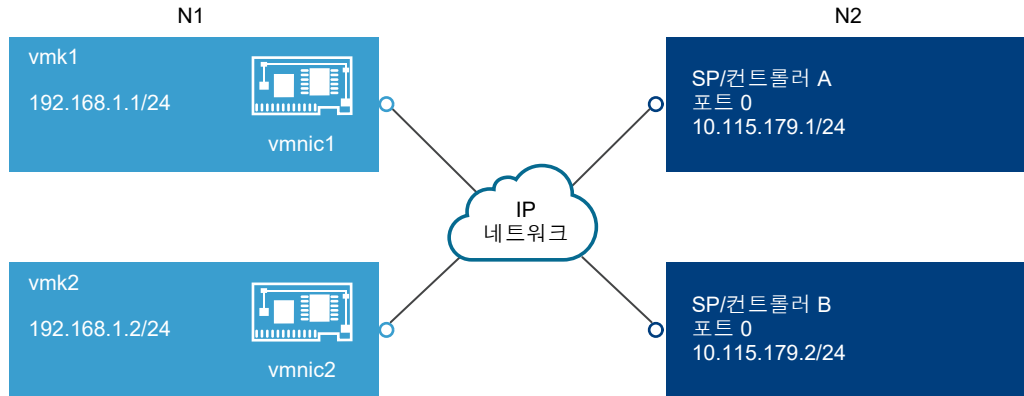 N1
N2
vmk1
192.168.1.1/24
vmnic1
SP/컨트롤러 A
포트 0
10.115.179.1/24
IP
네트워크
vmk2
192.168.1.2/24
vmnic2
SP/컨트롤러 B
포트 0
10.115.179.2/24